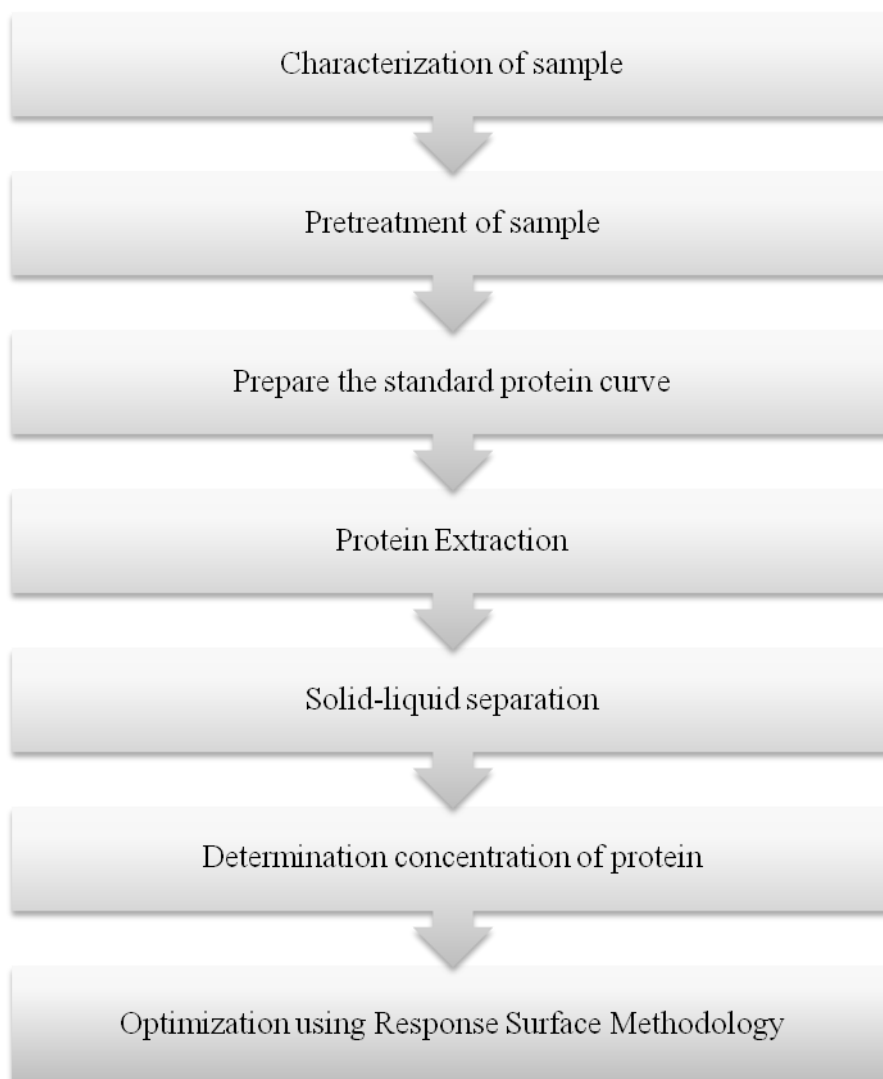 Characterization of sample
Pretreatment of sample
Prepare the standard protein curve
Protein Extraction
Solid-liquid separation
Determination concentration of protein
Optimization using Response Surface Methodology